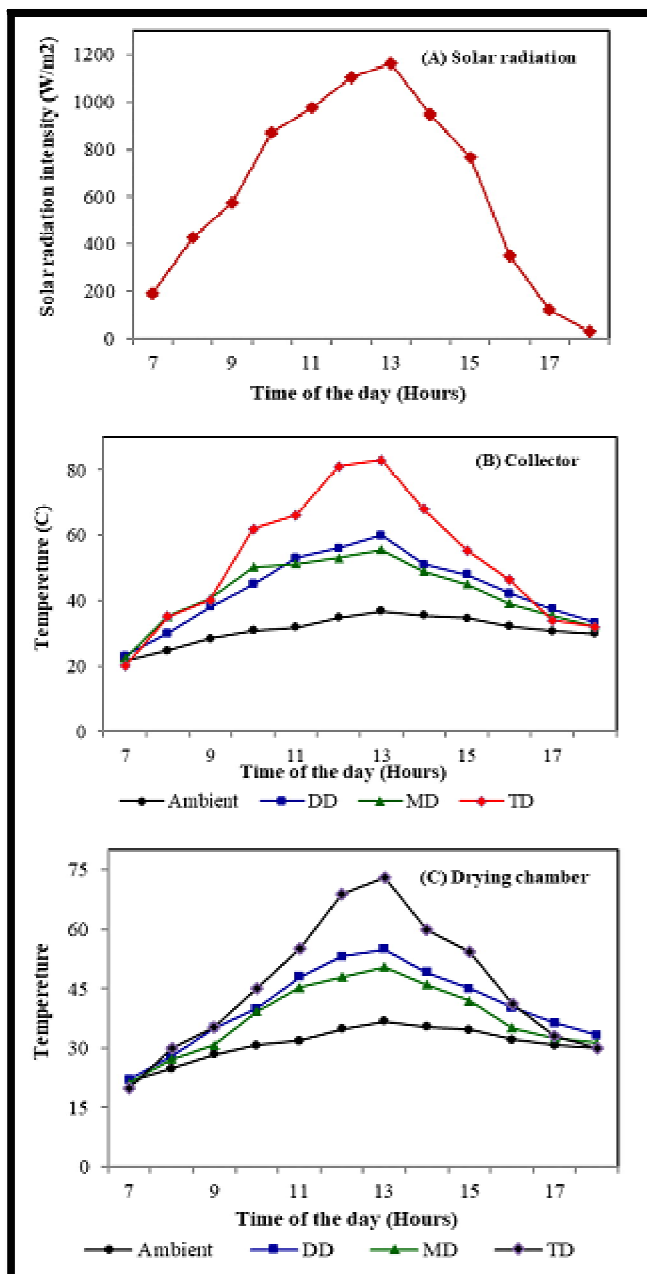 (A) Solar radiation
Solar radiation intensity (W/m2)
1200
1000
800
600
400
200
0
7 9 11 13 15 17
Time of the day (Hours)
(B) Collector
Tempereture (C)
80
60
40
20
0
7 9 11 13 15 17
Time of the day (Hours)
Ambient DD MD TD
(C) Drying chamber
Tempereture
75
60
45
30
15
0
7 9 11 13 15 17
Time of the day (Hours)
Ambient DD MD TD